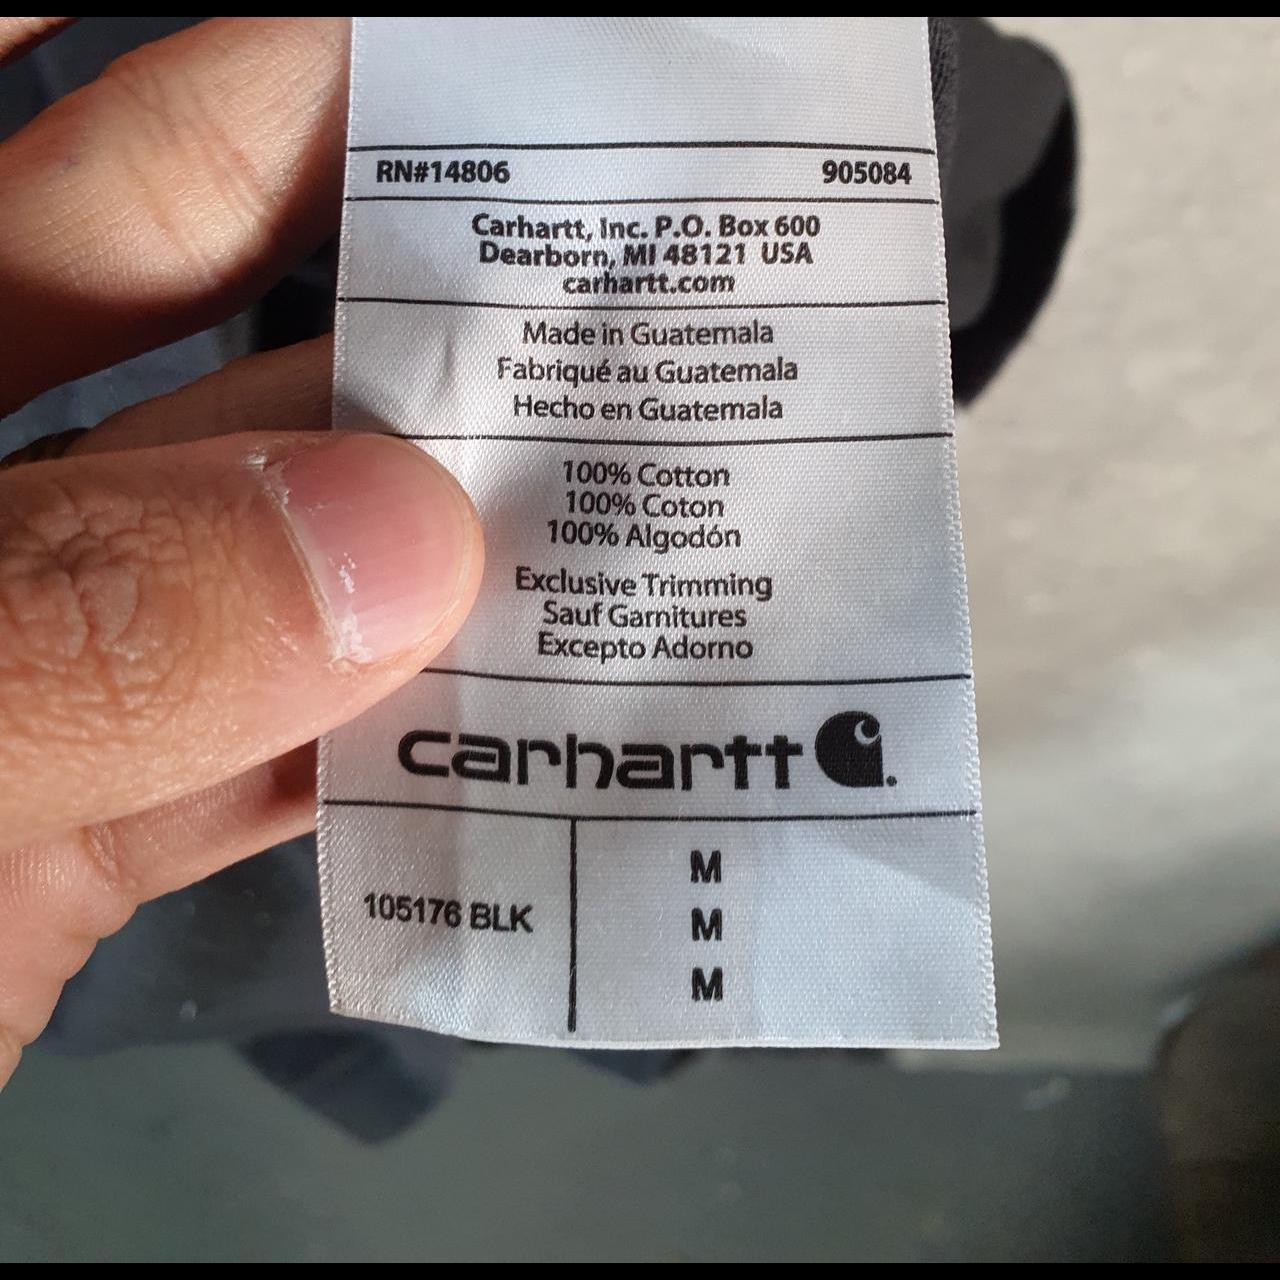 RN#14806 905084
Carhartt, Inc. P.O. Box 600
Dearborn, MI 48121 USA
carhartt.com
Made in Guatemala
Fabriqué au Guatemala
Hecho en Guatemala
100% Cotton
100% Coton
100% Algodón
Exclusive Trimming
Sauf Garnitures
Excepto Adorno
carhartt
105176 BLK
M
M
M